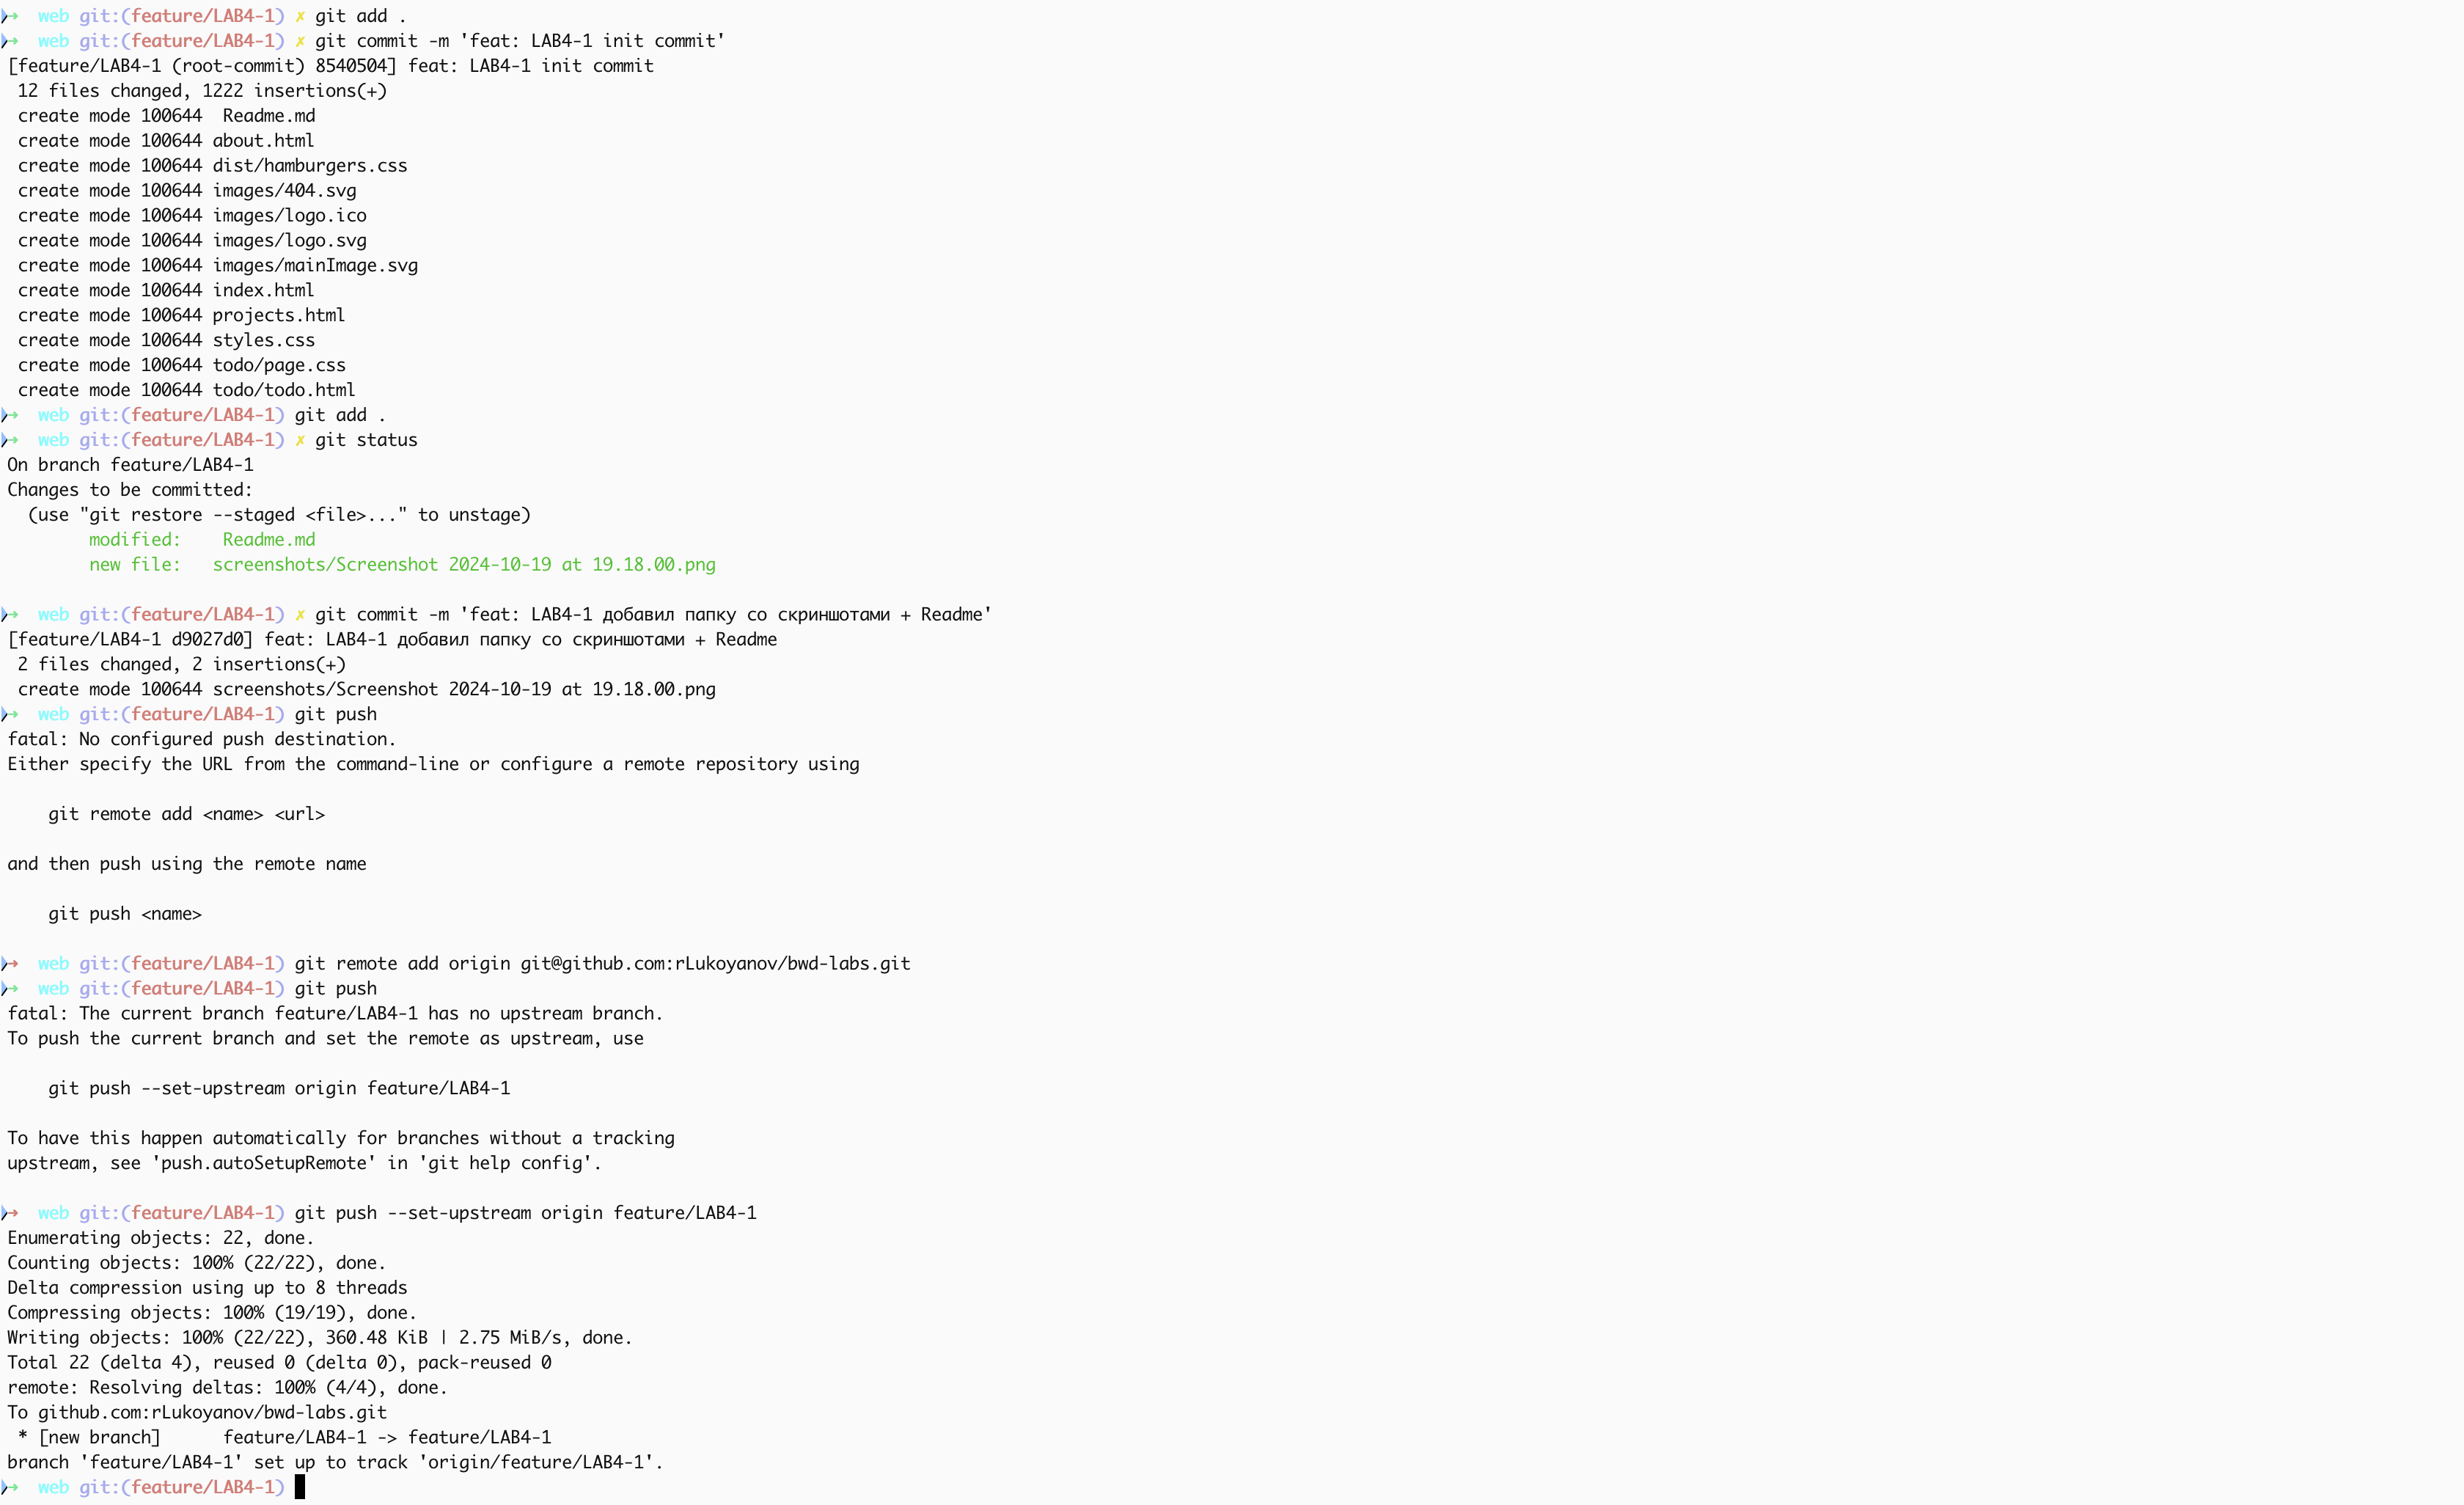 ➜  web git:(feature/LAB4-1) ✗ git add .
➜  web git:(feature/LAB4-1) ✗ git commit -m 'feat: LAB4-1 init commit'
[feature/LAB4-1 (root-commit) 8540504] feat: LAB4-1 init commit
 12 files changed, 1222 insertions(+)
 create mode 100644  Readme.md
 create mode 100644 about.html
 create mode 100644 dist/hamburgers.css
 create mode 100644 images/404.svg
 create mode 100644 images/logo.ico
 create mode 100644 images/logo.svg
 create mode 100644 images/mainImage.svg
 create mode 100644 index.html
 create mode 100644 projects.html
 create mode 100644 styles.css
 create mode 100644 todo/page.css
 create mode 100644 todo/todo.html
➜  web git:(feature/LAB4-1) git add .
➜  web git:(feature/LAB4-1) ✗ git status
On branch feature/LAB4-1
Changes to be committed:
  (use "git restore --staged <file>..." to unstage)
        modified:    Readme.md
        new file:   screenshots/Screenshot 2024-10-19 at 19.18.00.png
➜  web git:(feature/LAB4-1) ✗ git commit -m 'feat: LAB4-1 добавил папку со скриншотами + Readme'
[feature/LAB4-1 d9027d0] feat: LAB4-1 добавил папку со скриншотами + Readme
 2 files changed, 2 insertions(+)
 create mode 100644 screenshots/Screenshot 2024-10-19 at 19.18.00.png
➜  web git:(feature/LAB4-1) git push
fatal: No configured push destination.
Either specify the URL from the command-line or configure a remote repository using
    git remote add <name> <url>
and then push using the remote name
    git push <name>
➜  web git:(feature/LAB4-1) git remote add origin git@github.com:rLukoyanov/bwd-labs.git
➜  web git:(feature/LAB4-1) git push
fatal: The current branch feature/LAB4-1 has no upstream branch.
To push the current branch and set the remote as upstream, use
    git push --set-upstream origin feature/LAB4-1
To have this happen automatically for branches without a tracking
upstream, see 'push.autoSetupRemote' in 'git help config'.
➜  web git:(feature/LAB4-1) git push --set-upstream origin feature/LAB4-1
Enumerating objects: 22, done.
Counting objects: 100% (22/22), done.
Delta compression using up to 8 threads
Compressing objects: 100% (19/19), done.
Writing objects: 100% (22/22), 360.48 KiB | 2.75 MiB/s, done.
Total 22 (delta 4), reused 0 (delta 0), pack-reused 0
remote: Resolving deltas: 100% (4/4), done.
To github.com:rLukoyanov/bwd-labs.git
 * [new branch]      feature/LAB4-1 -> feature/LAB4-1
branch 'feature/LAB4-1' set up to track 'origin/feature/LAB4-1'.
➜  web git:(feature/LAB4-1)